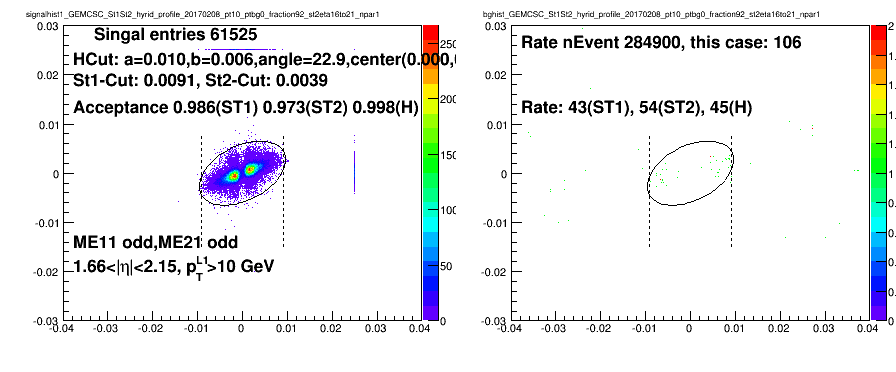 signalhist1_GEMCSC_St1St2_hyrid_profile_20170208_pt10_ptbg0_fraction92_st2eta16to21_npar1
Singal entries 61525
HCut: a=0.010,b=0.006,angle=22.9,center(0.000,
St1-Cut: 0.0091, St2-Cut: 0.0039
Acceptance 0.986(ST1) 0.973(ST2) 0.998(H)
ME11 odd,ME21 odd
1.66<|η|<2.15, p_T^L1>10 GeV
0.03
0.02
0.01
0
-0.01
-0.02
-0.03
-0.04 -0.03 -0.02 -0.01 0 0.01 0.02 0.03 0.04
250
200
150
100
50
0
bghist1_GEMCSC_St1St2_hyrid_profile_20170208_pt10_ptbg0_fraction92_st2eta16to21_npar1
Rate nEvent 284900, this case: 106
Rate: 43(ST1), 54(ST2), 45(H)
0.03
0.02
0.01
0
-0.01
-0.02
-0.03
-0.04 -0.03 -0.02 -0.01 0 0.01 0.02 0.03 0.04